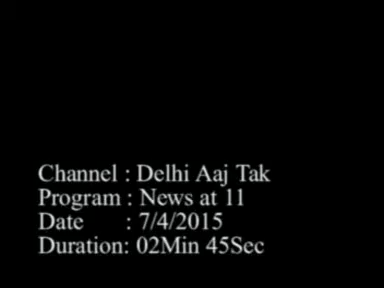 Channel : Delhi Aaj Tak
Program : News at 11
Date : 7/4/2015
Duration: 02Min 45Sec